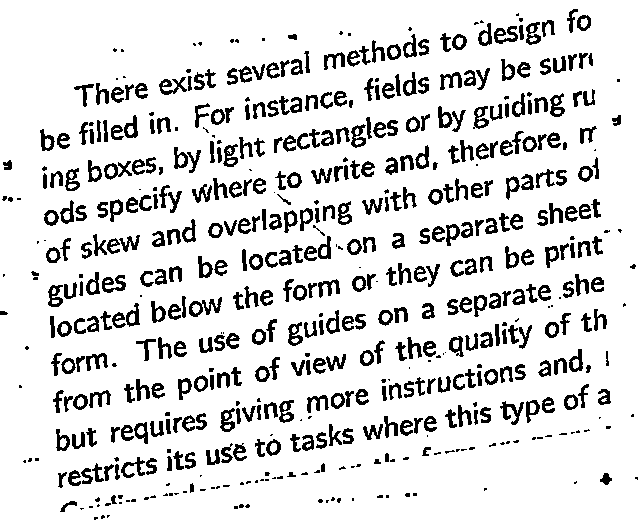 There exist several methods to design fo
be filled in. For instance, fields may be surr
ing boxes, by light rectangles or by guiding ru
ods specify where to write and, therefore, m
of skew and overlapping with other parts of
guides can be located on a separate sheet
located below the form or they can be print
form. The use of guides on a separate she
from the point of view of the quality of th
but requires giving more instructions and,
restricts its use to tasks where this type of a